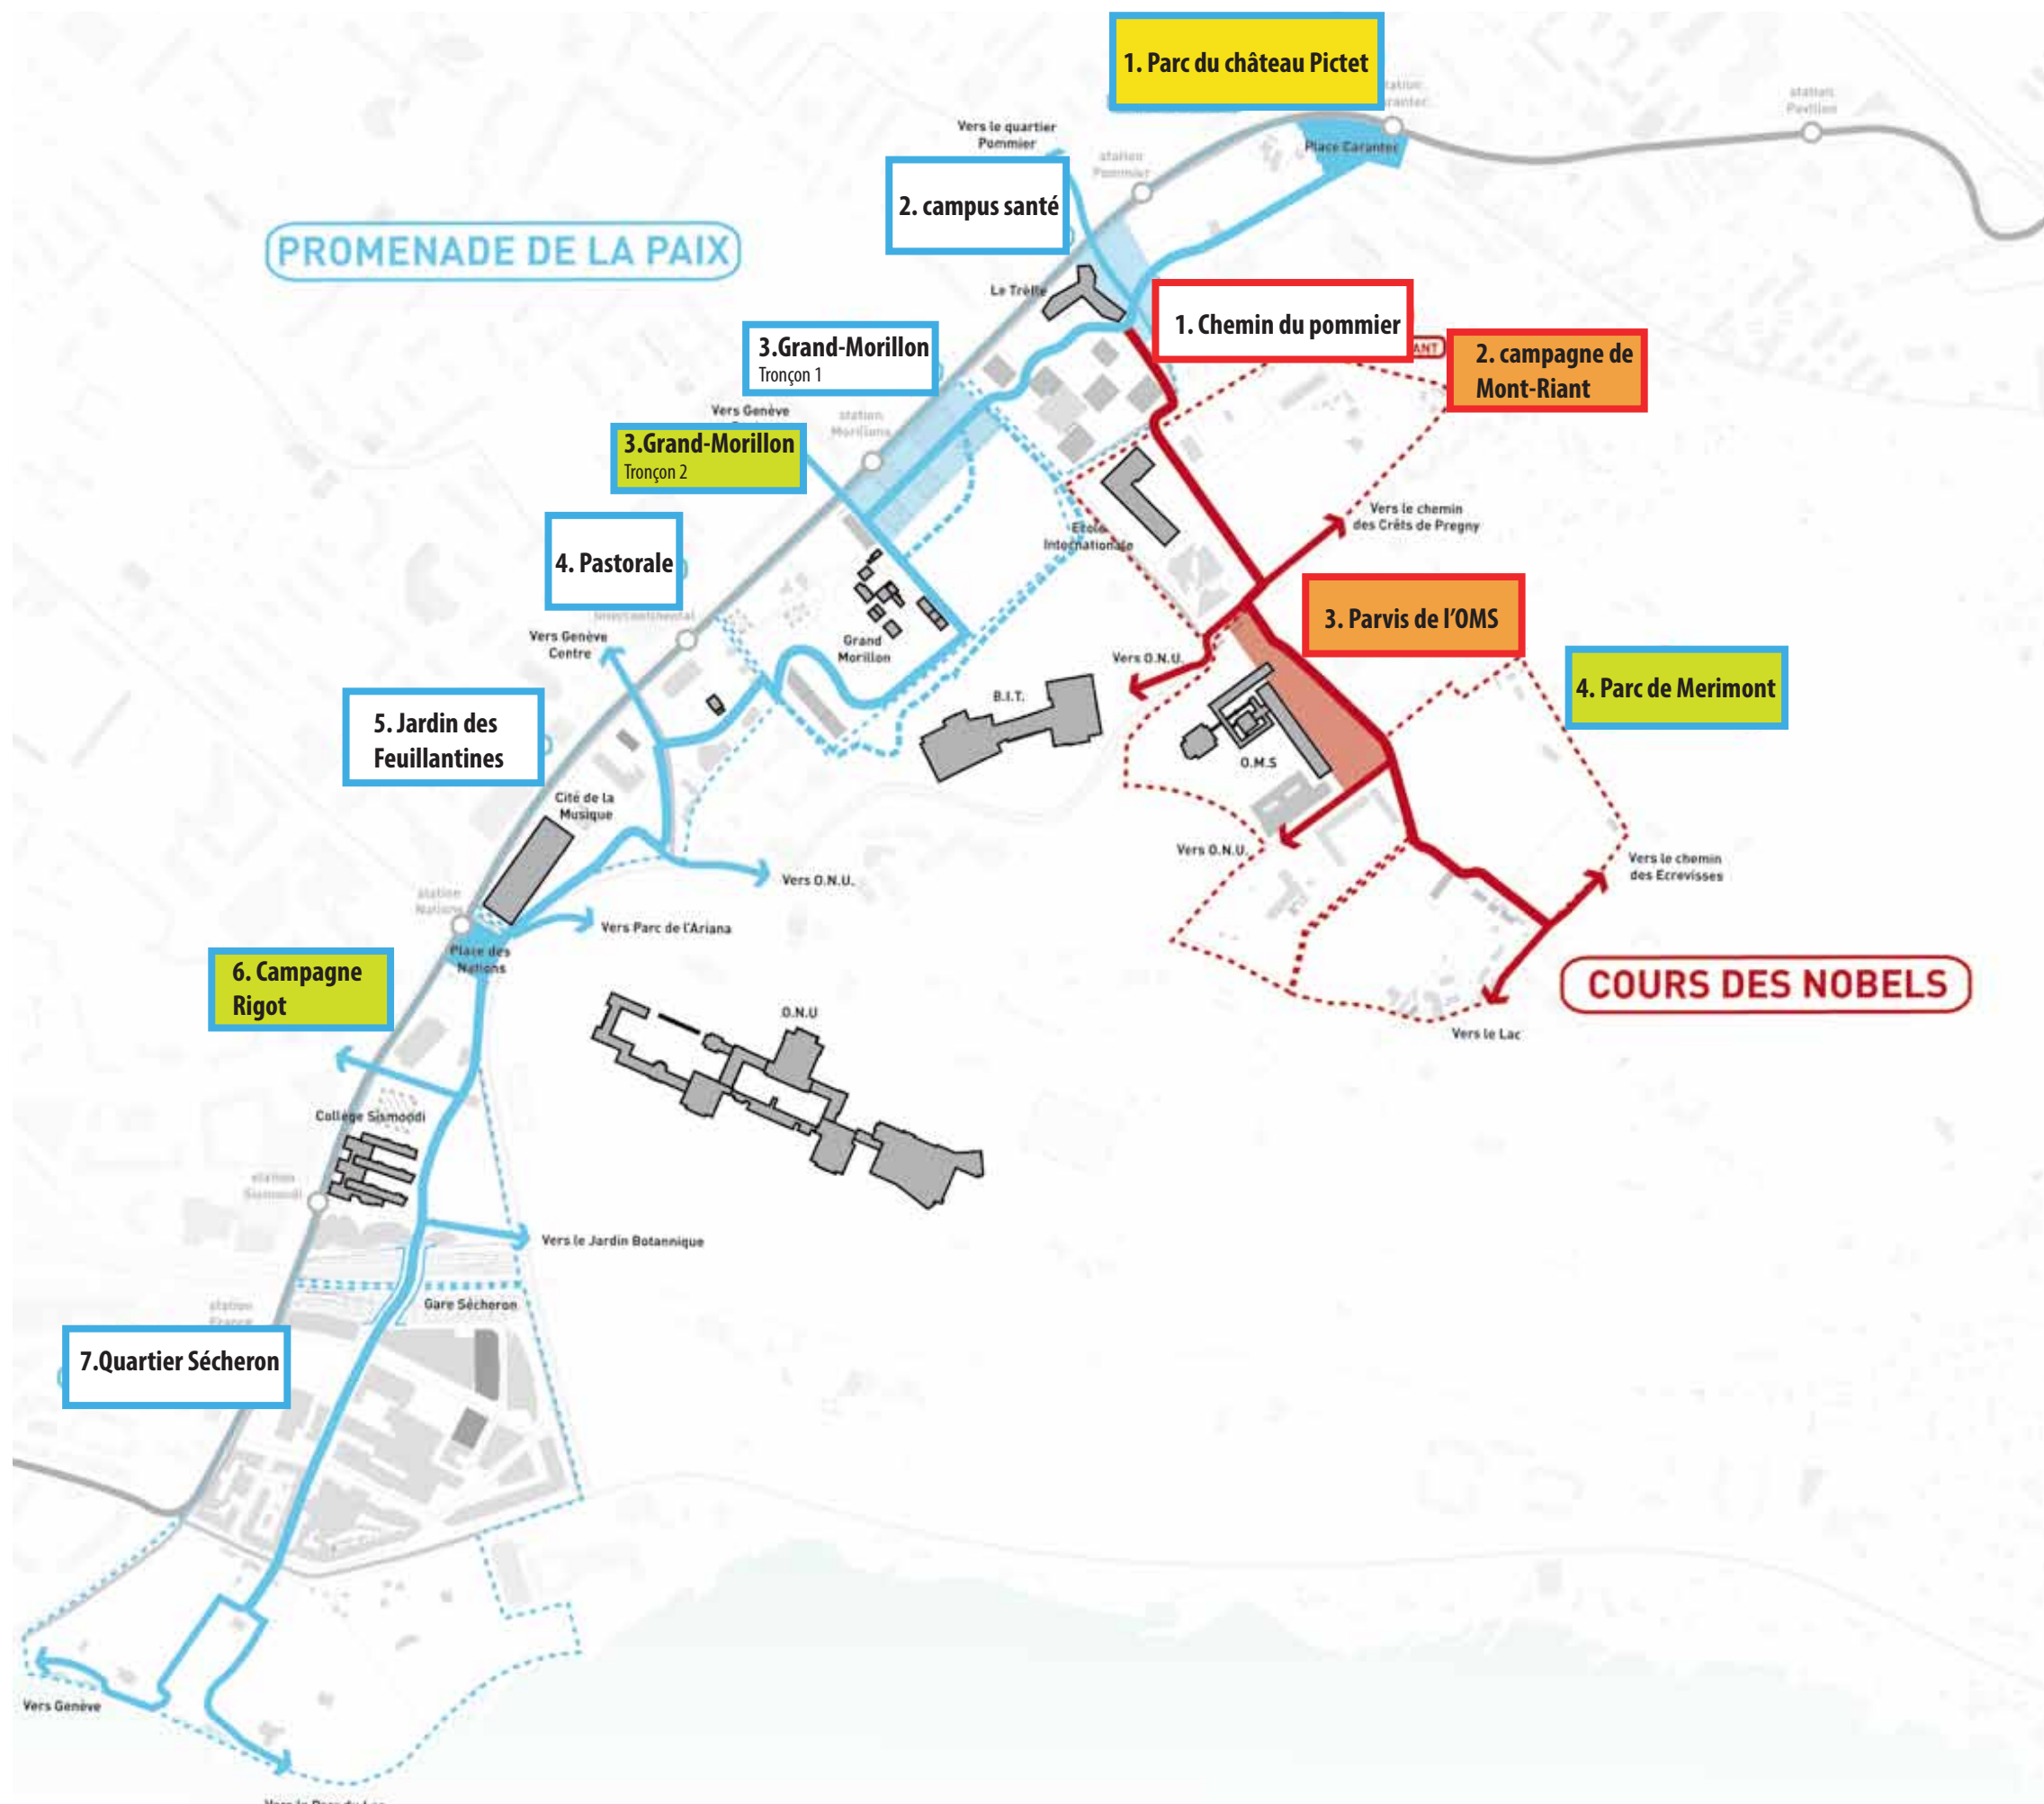 1. Parc du château Pictet
station
Pavillon
Vers le quartier
Pommier
station
Pommier
Place Carantec
2. campus santé
PROMENADE DE LA PAIX
Le Trèfle
1. Chemin du pommier
3.Grand-Morillon
Tronçon 1
ANT
2. campagne de
Mont-Riant
Vers Genève
station
Morillons
3.Grand-Morillon
Tronçon 2
Vers le chemin
des Crêts de Pregny
Ecole
Internationale
4. Pastorale
Intercontinental
3. Parvis de l'OMS
Vers Genève
Centre
Grand
Morillon
Vers O.N.U.
4. Parc de Merimont
B.I.T.
5. Jardin des
Feuillantines
O.M.S
Cité de la
Musique
Vers O.N.U.
Vers le chemin
des Ecrevisses
Vers O.N.U.
station
Nations
Vers Parc de l'Ariana
Place des
Nations
6. Campagne
Rigot
COURS DES NOBELS
O.N.U
Vers le Lac
Collège Sismondi
station
Sismondi
Vers le Jardin Botannique
Gare Sécheron
station
France
7.Quartier Sécheron
Vers Genève